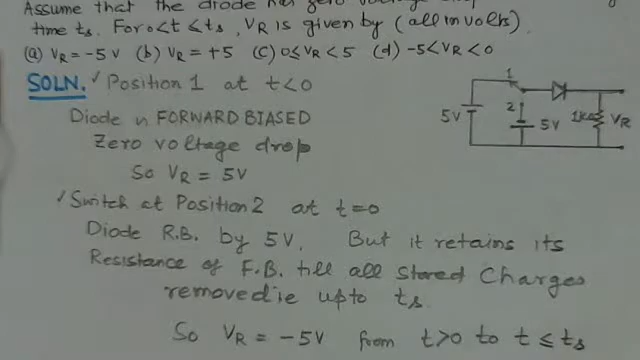 Assume that the diode has zero voltage
time ts. For 0<t≤ts, VR is given by (all in volts).
(a) VR=-5V (b) VR=+5 (c) 0≤VR<5 (d) -5<VR<0
SOLN. ✓Position 1 at t<0
Diode is FORWARD BIASED
Zero voltage drop
So VR = 5V
✓Switch at Position 2 at t=0
Diode R.B. by 5V. But it retains its
Resistance of F.B. till all stored charges
removed ie upto ts.
So VR = -5V from t>0 to t ≤ ts
1
5V
2
5V
1kΩ
VR